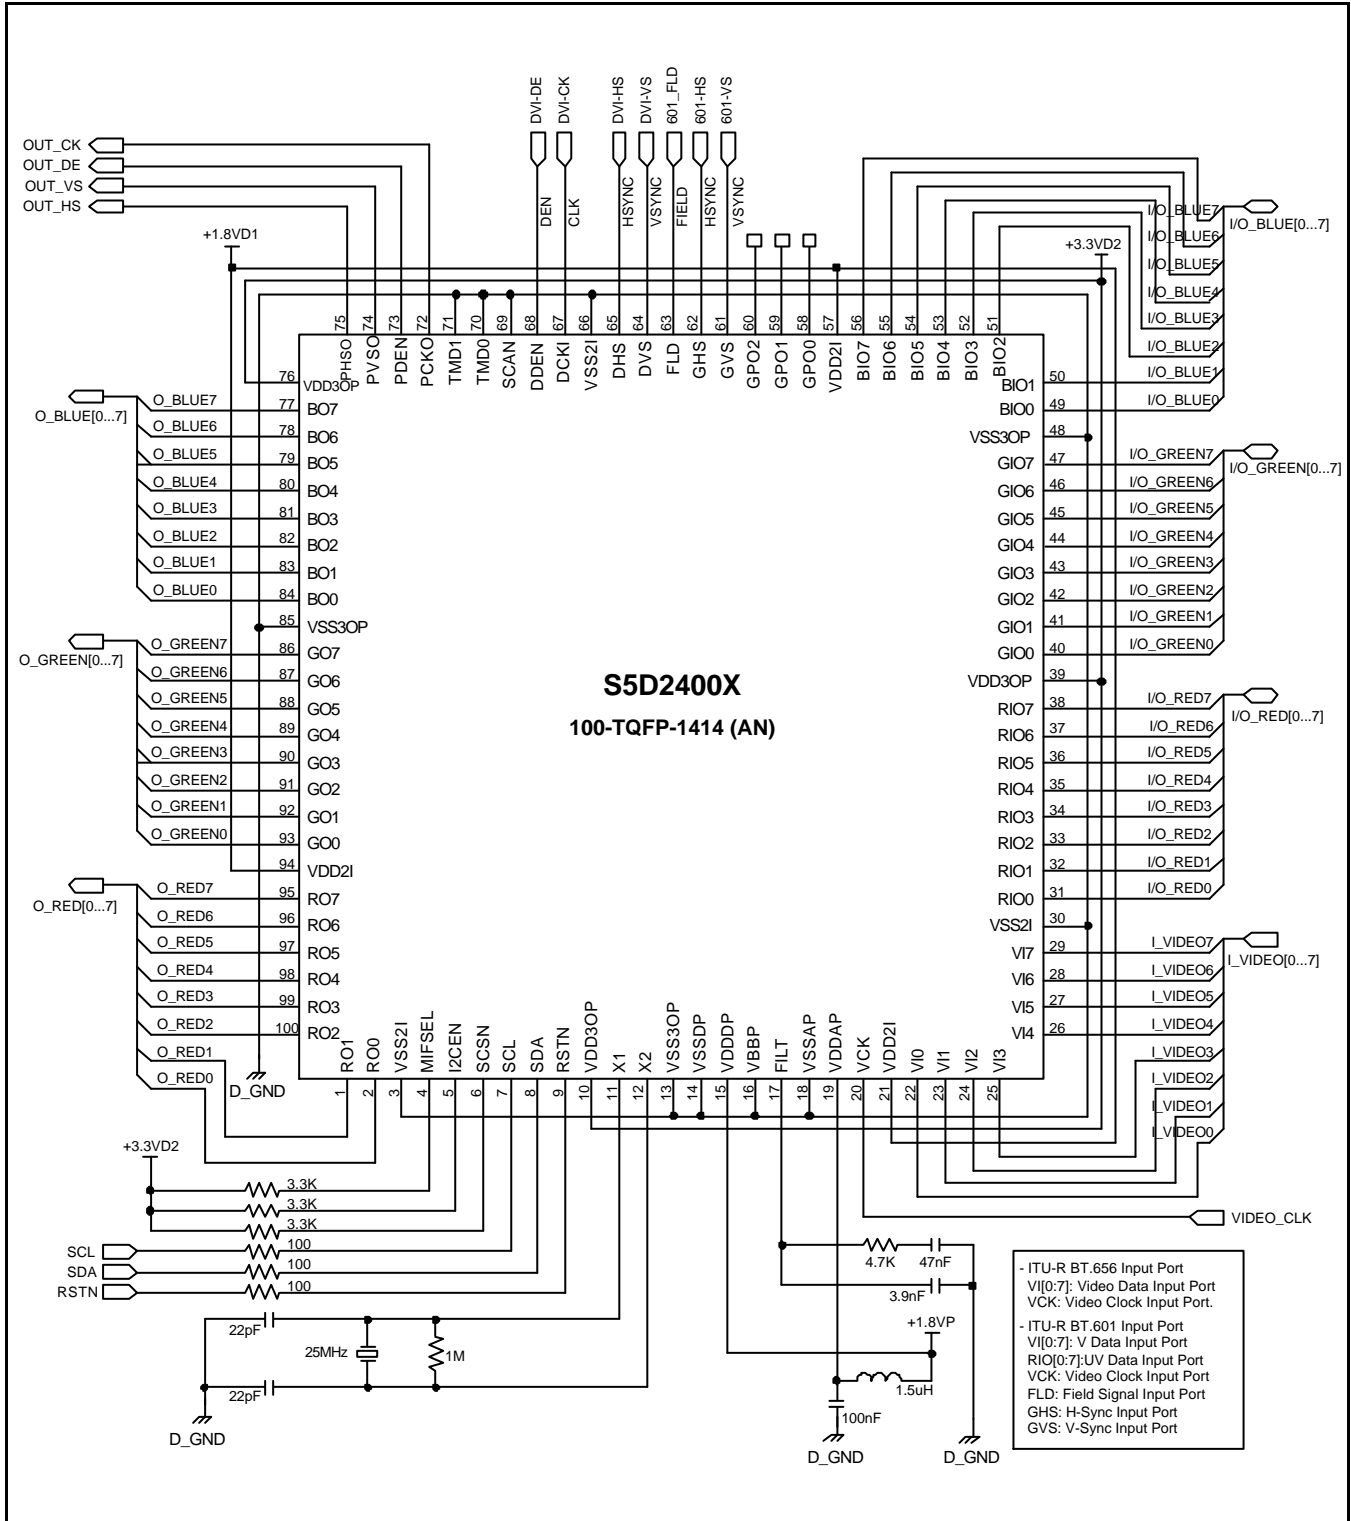 DVI-DE
DVI-CK
DVI-HS
DVI-VS
601_FLD
601-HS
601-VS
OUT_CK
OUT_DE
OUT_VS
OUT_HS
DEN
CLK
HSYNC
VSYNC
FIELD
HSYNC
VSYNC
+1.8VD1
+3.3VD2
I/O_BLUE7
I/O_BLUE[0...7]
I/O_BLUE6
I/O_BLUE5
I/O_BLUE4
I/O_BLUE3
I/O_BLUE2
I/O_BLUE1
I/O_BLUE0
75 74 73 72 71 70 69 68 67 66 65 64 63 62 61 60 59 58 57 56 55 54 53 52 51
PHSO PVSO PDEN PCKO TMD1 TMD0 SCAN DDEN DCKI VSS2I DHS DVS FLD GHS GVS GPO2 GPO1 GPO0 VDD2I BIO7 BIO6 BIO5 BIO4 BIO3 BIO2
O_BLUE[0...7]
O_BLUE7
O_BLUE6
O_BLUE5
O_BLUE4
O_BLUE3
O_BLUE2
O_BLUE1
O_BLUE0
O_GREEN[0...7]
O_GREEN7
O_GREEN6
O_GREEN5
O_GREEN4
O_GREEN3
O_GREEN2
O_GREEN1
O_GREEN0
O_RED[0...7]
O_RED7
O_RED6
O_RED5
O_RED4
O_RED3
O_RED2
O_RED1
O_RED0
76 VDD3OP
77 BO7
78 BO6
79 BO5
80 BO4
81 BO3
82 BO2
83 BO1
84 BO0
85 VSS3OP
86 GO7
87 GO6
88 GO5
89 GO4
90 GO3
91 GO2
92 GO1
93 GO0
94 VDD2I
95 RO7
96 RO6
97 RO5
98 RO4
99 RO3
100 RO2
S5D2400X
100-TQFP-1414 (AN)
BIO1 50
BIO0 49
VSS3OP 48
GIO7 47
GIO6 46
GIO5 45
GIO4 44
GIO3 43
GIO2 42
GIO1 41
GIO0 40
VDD3OP 39
RIO7 38
RIO6 37
RIO5 36
RIO4 35
RIO3 34
RIO2 33
RIO1 32
RIO0 31
VSS2I 30
VI7 29
VI6 28
VI5 27
VI4 26
I/O_GREEN7
I/O_GREEN[0...7]
I/O_GREEN6
I/O_GREEN5
I/O_GREEN4
I/O_GREEN3
I/O_GREEN2
I/O_GREEN1
I/O_GREEN0
I/O_RED7
I/O_RED[0...7]
I/O_RED6
I/O_RED5
I/O_RED4
I/O_RED3
I/O_RED2
I/O_RED1
I/O_RED0
I_VIDEO7
I_VIDEO[0...7]
I_VIDEO6
I_VIDEO5
I_VIDEO4
I_VIDEO3
I_VIDEO2
I_VIDEO1
I_VIDEO0
RO1 RO0 VSS2I MIFSEL I2CEN SCSN SCL SDA RSTN VDD3OP X1 X2 VSS3OP VSSDP VDDDP VBBP FILT VSSAP VDDAP VCK VDD2I VI0 VI1 VI2 VI3
1 2 3 4 5 6 7 8 9 10 11 12 13 14 15 16 17 18 19 20 21 22 23 24 25
D_GND
+3.3VD2
3.3K
3.3K
3.3K
SCL 100
SDA 100
RSTN 100
VIDEO_CLK
22pF
25MHz
1M
22pF
D_GND
4.7K
47nF
3.9nF
+1.8VP
1.5uH
100nF
D_GND
D_GND
- ITU-R BT.656 Input Port
VI[0:7]: Video Data Input Port
VCK: Video Clock Input Port.
- ITU-R BT.601 Input Port
VI[0:7]: V Data Input Port
RIO[0:7]:UV Data Input Port
VCK: Video Clock Input Port
FLD: Field Signal Input Port
GHS: H-Sync Input Port
GVS: V-Sync Input Port